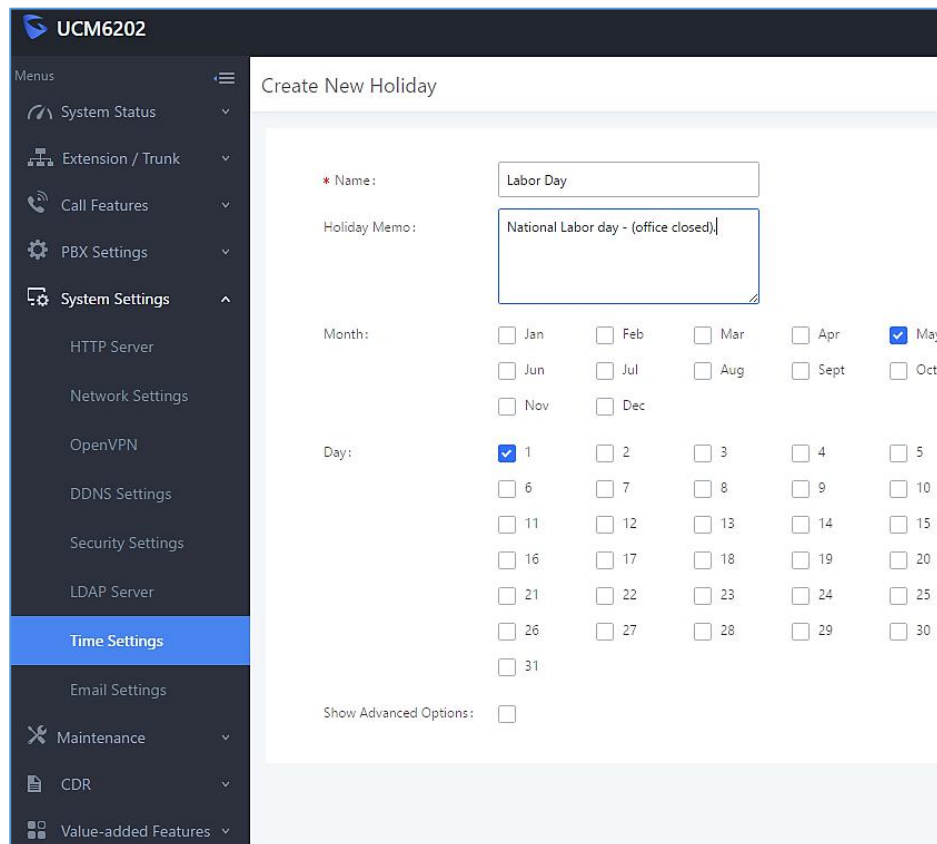 UCM6202
Menus
System Status
Extension / Trunk
Call Features
PBX Settings
System Settings
HTTP Server
Network Settings
OpenVPN
DDNS Settings
Security Settings
LDAP Server
Time Settings
Email Settings
Maintenance
CDR
Value-added Features
Create New Holiday
* Name: Labor Day
Holiday Memo: National Labor day - (office closed).
Month: Jan Feb Mar Apr May
Jun Jul Aug Sept Oct
Nov Dec
Day: 1 2 3 4 5
6 7 8 9 10
11 12 13 14 15
16 17 18 19 20
21 22 23 24 25
26 27 28 29 30
31
Show Advanced Options: